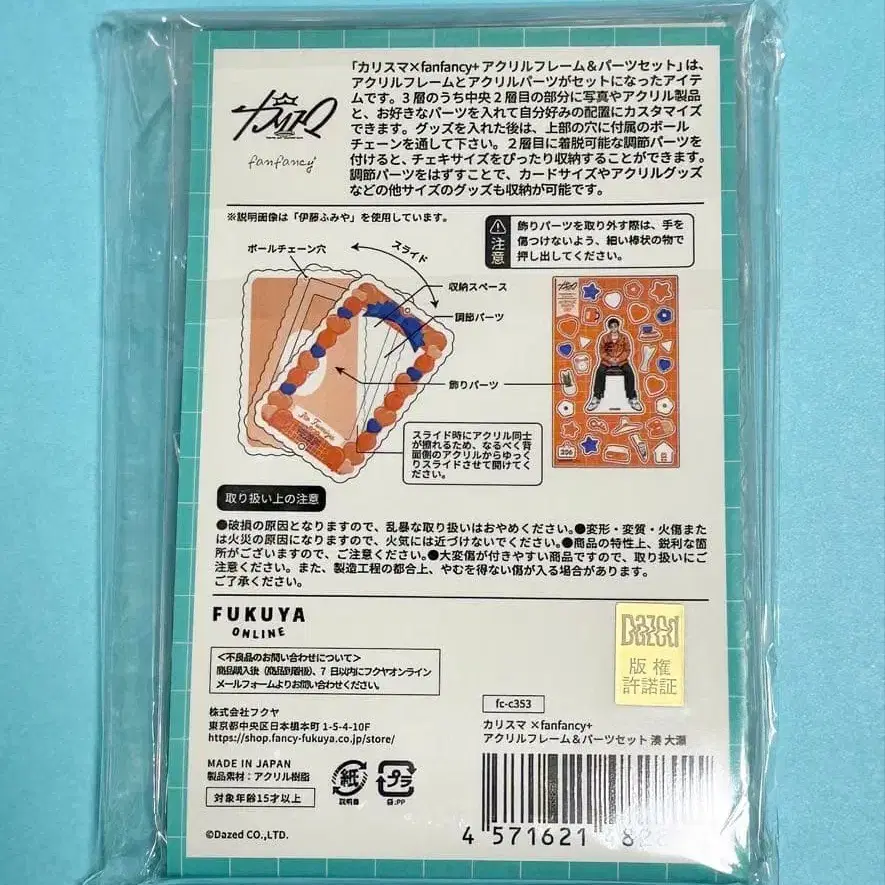 「カリスマ×fanfancy+ アクリルフレーム＆パーツセット」は、
アクリルフレームとアクリルパーツがセットになったアイテ
ムです。3層のうち中央2層目の部分に写真やアクリル製品
と、お好きなパーツを入れて自分好みの配置にカスタマイズ
できます。グッズを入れた後は、上部の穴に付属のボール
チェーンを通して下さい。2層目に着脱可能な調節パーツを
付けると、チェキサイズをぴったり収納することができます。
調節パーツをはずすことで、カードサイズやアクリルグッズ
などの他サイズのグッズも収納が可能です。
fanfancy+
※説明画像は「伊藤ふみや」を使用しています。
注意
飾りパーツを取り外す際は、手を
傷つけないよう、細い棒状の物で
押し出してください。
ボールチェーン穴
スライド
収納スペース
調節パーツ
飾りパーツ
スライド時にアクリル同士
が擦れるため、なるべく背
面側のアクリルからゆっく
りスライドさせて開けてく
ださい。
206
取り扱い上の注意
●破損の原因となりますので、乱暴な取り扱いはおやめください。●変形・変質・火傷また
は火災の原因になりますので、火気には近づけないでください。●商品の特性上、鋭利な箇
所がございますので、ご注意ください。●大変傷が付きやすい商品ですので、取り扱いにご
注意ください。また、製造工程の都合上、やむを得ない傷が入る場合があります。
ご了承ください。
FUKUYA
ONLINE
＜不良品のお問い合わせについて＞
商品購入後（商品到着後）、7 日以内にフクヤオンライン
メールフォームよりお問い合わせください。
Dazed
版権
許諾証
株式会社フクヤ
東京都中央区日本橋本町 1-5-4-10F
https://shop.fancy-fukuya.co.jp/store/
fc-c353
カリスマ ×fanfancy+
アクリルフレーム＆パーツセット 湊 大瀬
MADE IN JAPAN
製品素材：アクリル樹脂
対象年齢15才以上
紙
説明書
プラ
袋:PP
4 571621
©Dazed CO.,LTD.